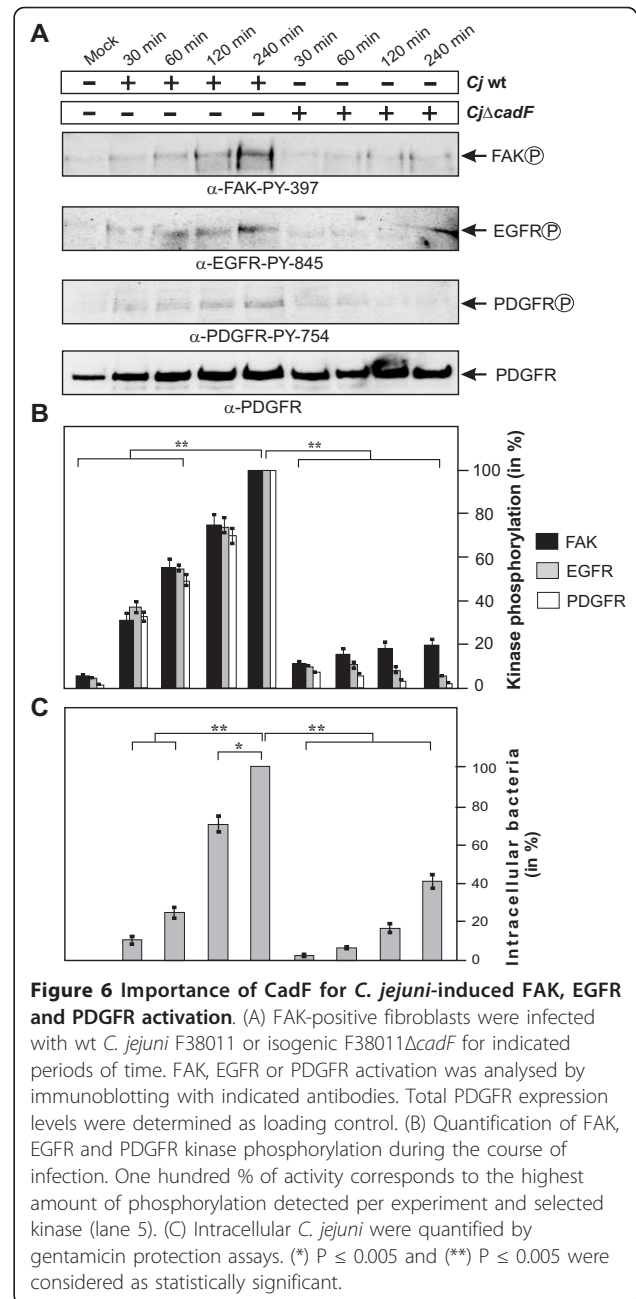 A
Mock 30 min 60 min 120 min 240 min 30 min 60 min 120 min 240 min
– + + + + – – – – Cj wt
– – – – – + + + + CjΔcadF
FAKⓅ
α-FAK-PY-397
EGFRⓅ
α-EGFR-PY-845
PDGFRⓅ
α-PDGFR-PY-754
PDGFR
α-PDGFR
B
** **
100
80
60
40
20
0
Kinase phosphorylation (in %)
FAK
EGFR
PDGFR
C
** **
*
100
80
60
40
20
0
Intracellular bacteria
(in %)
Figure 6 Importance of CadF for C. jejuni-induced FAK, EGFR
and PDGFR activation. (A) FAK-positive fibroblasts were infected
with wt C. jejuni F38011 or isogenic F38011ΔcadF for indicated
periods of time. FAK, EGFR or PDGFR activation was analysed by
immunoblotting with indicated antibodies. Total PDGFR expression
levels were determined as loading control. (B) Quantification of FAK,
EGFR and PDGFR kinase phosphorylation during the course of
infection. One hundred % of activity corresponds to the highest
amount of phosphorylation detected per experiment and selected
kinase (lane 5). (C) Intracellular C. jejuni were quantified by
gentamicin protection assays. (*) P ≤ 0.005 and (**) P ≤ 0.005 were
considered as statistically significant.